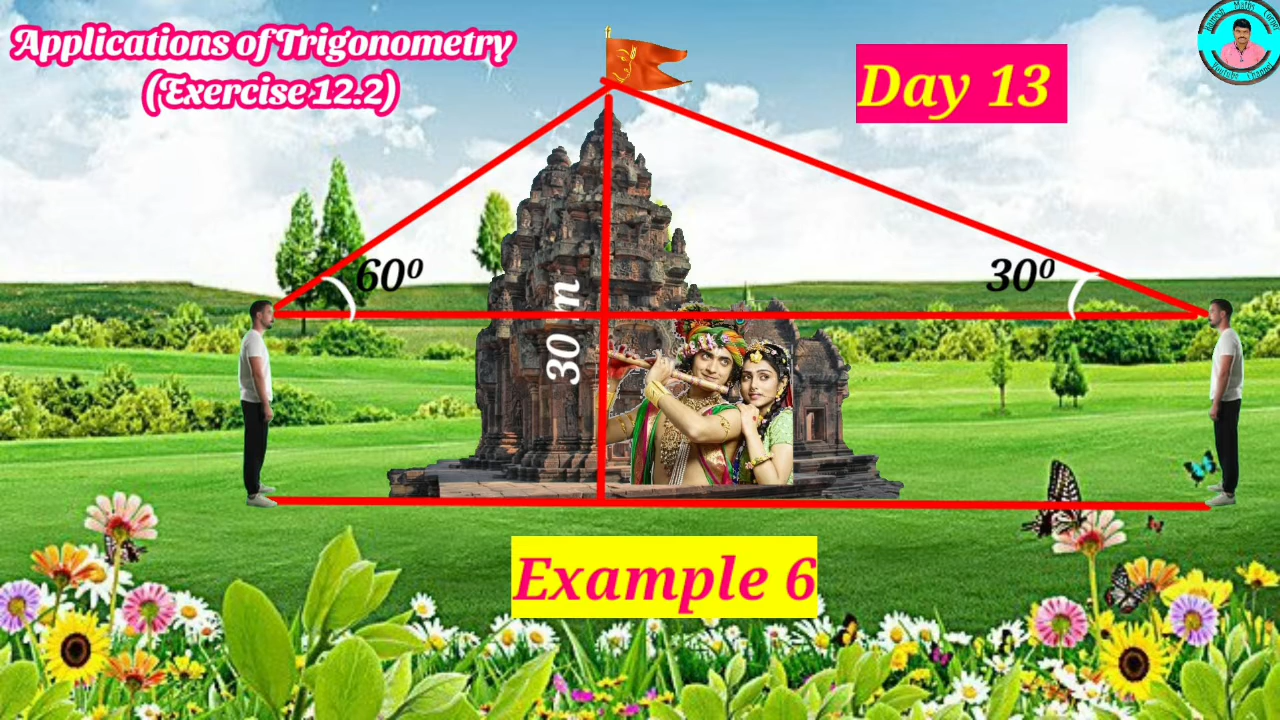 Applications of Trigonometry
(Exercise 12.2)
Day 13
60⁰
30⁰
30 m
Example 6